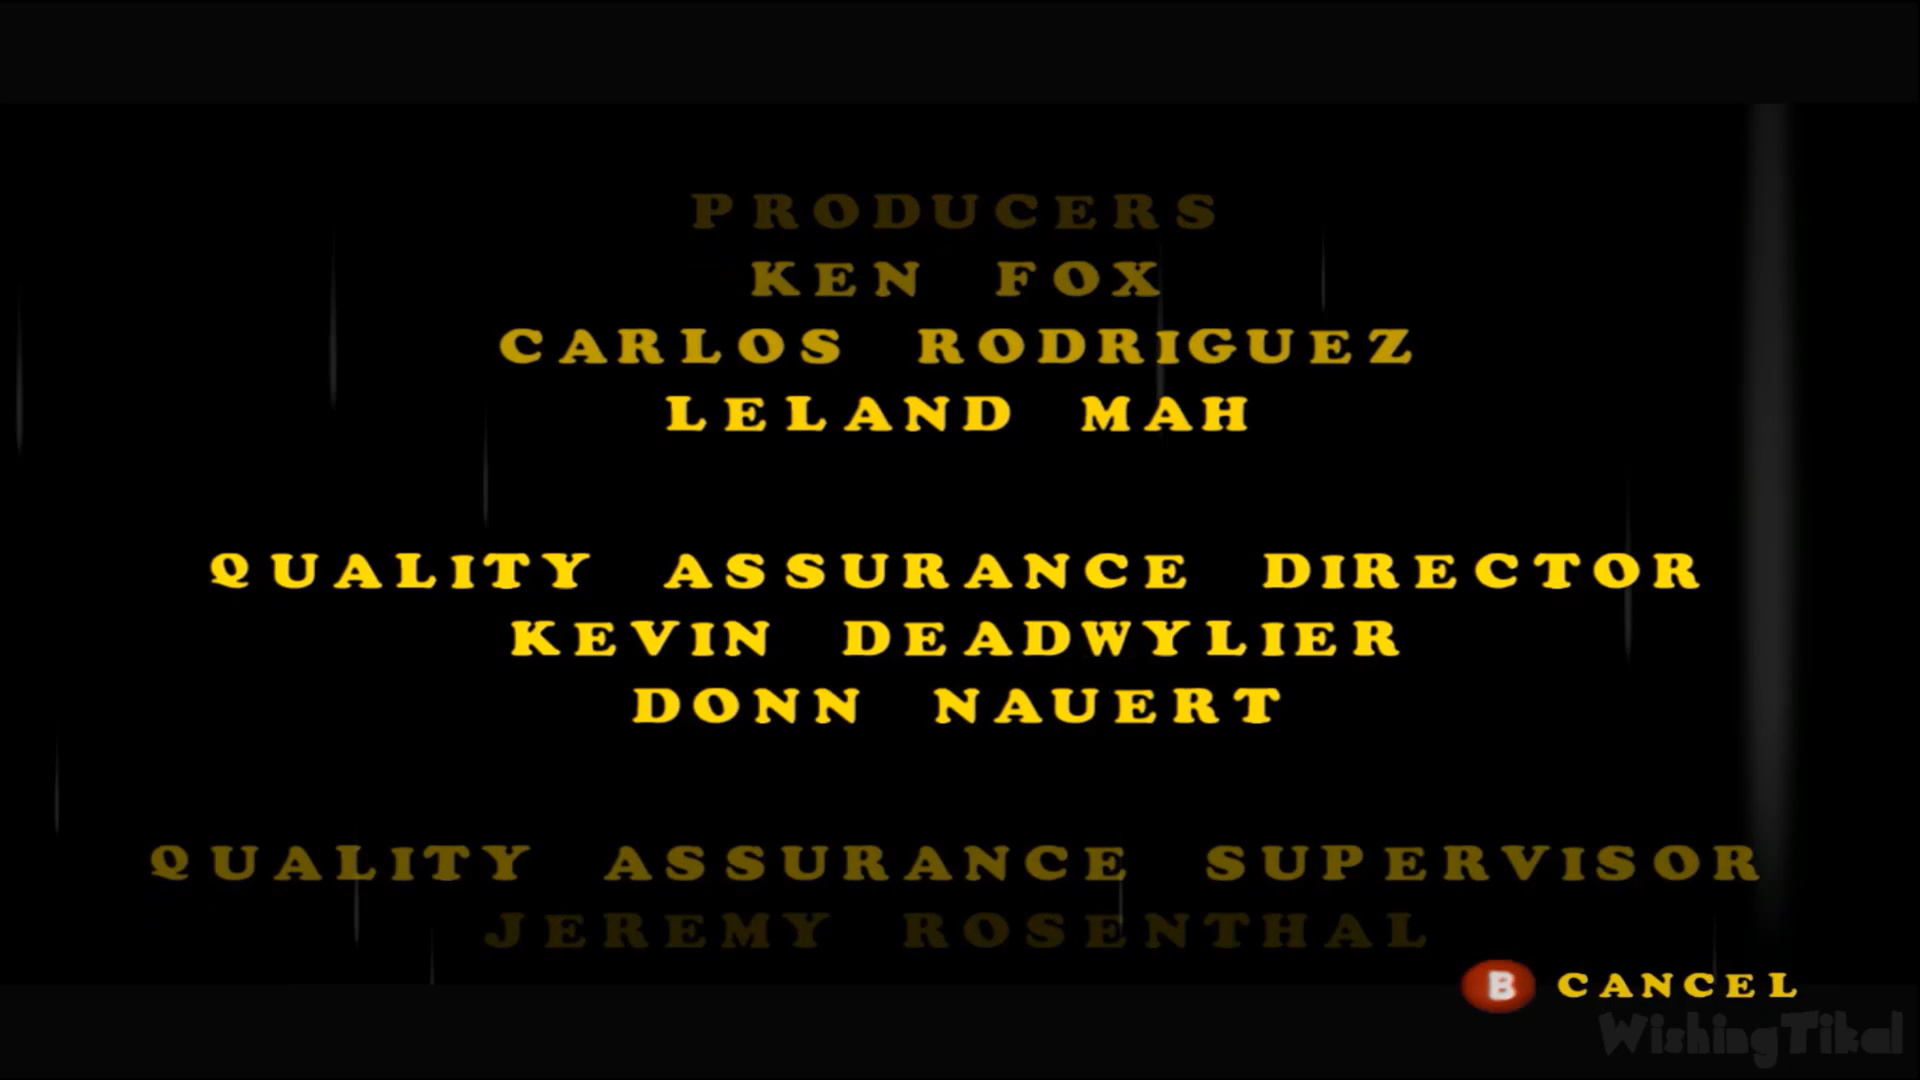 PRODUCERS
KEN FOX
CARLOS RODRIGUEZ
LELAND MAH
QUALITY ASSURANCE DIRECTOR
KEVIN DEADWYLIER
DONN NAUERT
QUALITY ASSURANCE SUPERVISOR
JEREMY ROSENTHAL
B CANCEL
WishingTikal